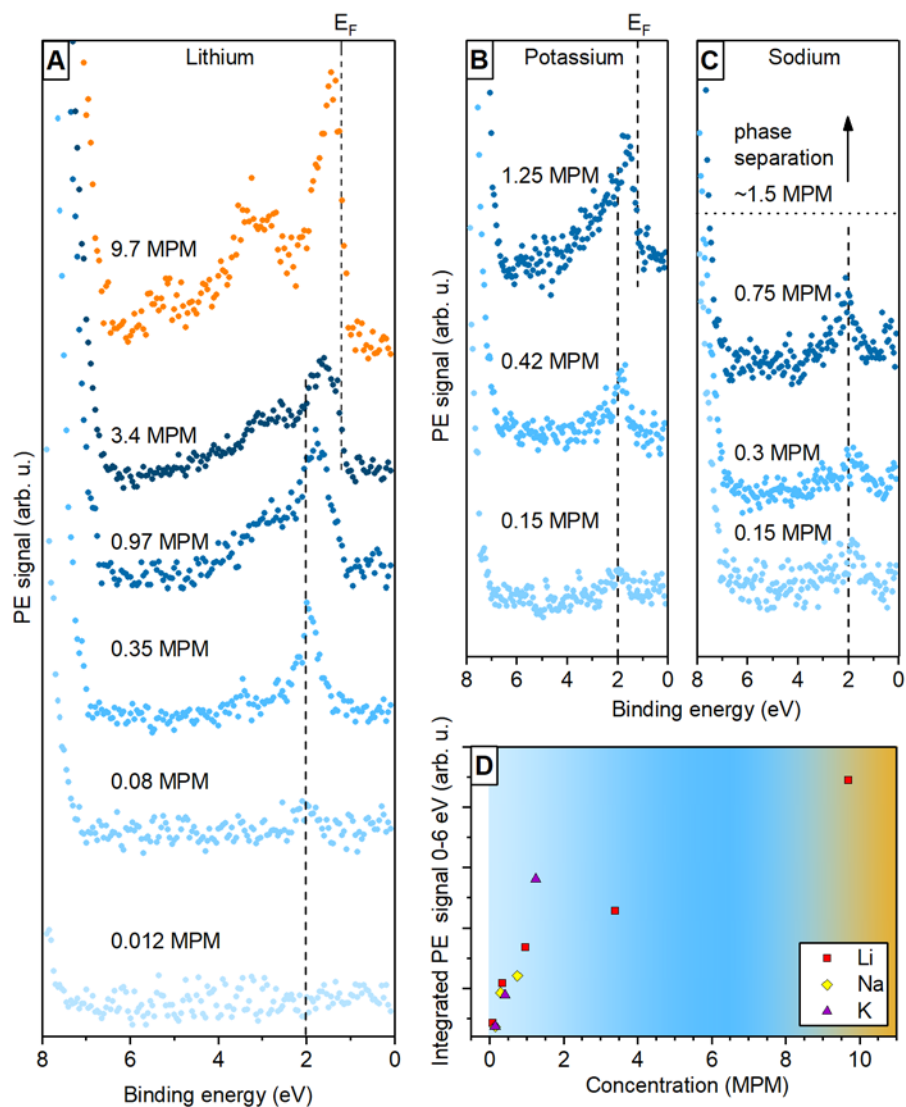 E_F
A
Lithium
9.7 MPM
3.4 MPM
0.97 MPM
0.35 MPM
0.08 MPM
0.012 MPM
PE signal (arb. u.)
8 6 4 2 0
Binding energy (eV)
E_F
B
Potassium
1.25 MPM
0.42 MPM
0.15 MPM
PE signal (arb. u.)
8 6 4 2 0
C
Sodium
phase
separation
~1.5 MPM
0.75 MPM
0.3 MPM
0.15 MPM
8 6 4 2 0
Binding energy (eV)
D
Integrated PE signal 0-6 eV (arb. u.)
Li
Na
K
0 2 4 6 8 10
Concentration (MPM)